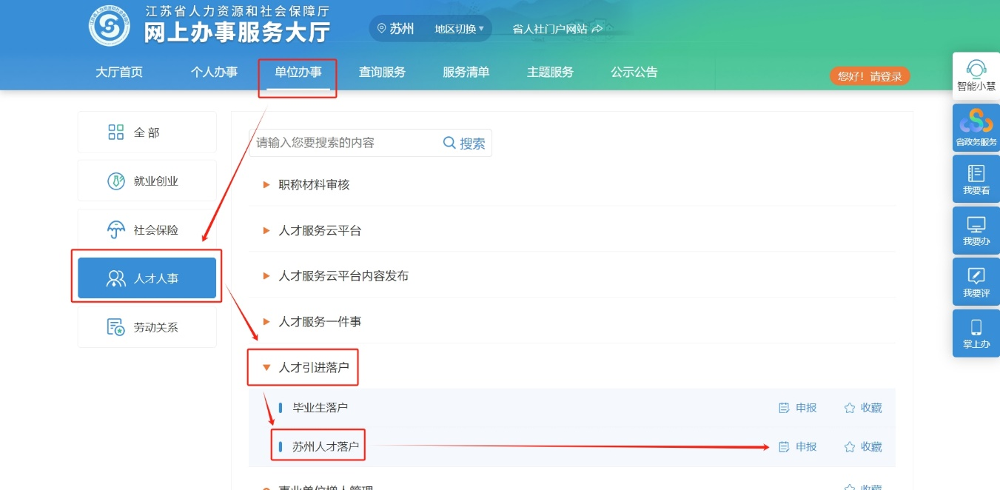 江苏省人力资源和社会保障厅
网上办事服务大厅
苏州 地区切换 省人社门户网站
大厅首页 个人办事 单位办事 查询服务 服务清单 主题服务 公示公告 您好！请登录
全部
就业创业
社会保险
人才人事
劳动关系
请输入您要搜索的内容 搜索
职称材料审核
人才服务云平台
人才服务云平台内容发布
人才服务一件事
人才引进落户
毕业生落户 申报 收藏
苏州人才落户 申报 收藏
事业单位增人管理 收藏
智能小慧
省政务服务
我要看
我要办
我要评
掌上办